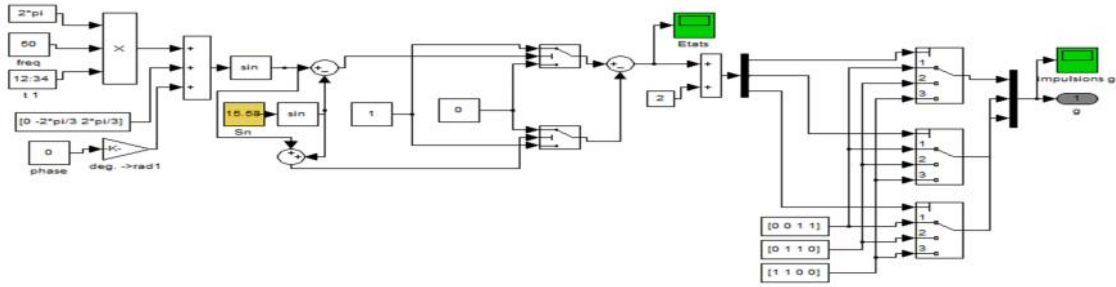 2*pi
50
freq
12:34
t 1
[0 -2*pi/3 2*pi/3]
0
phase
-K-
deg. ->rad1
×
+
+
+
sin
15.58
Sn
sin
+
-
+
+
1
0
+
-
Etats
2
+
+
1
2
3
1
2
3
1
2
3
[0 0 1 1]
[0 1 1 0]
[1 1 0 0]
impulsions g
1
g